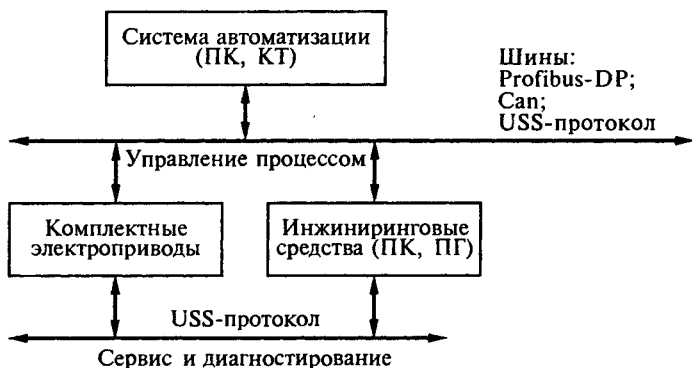 Система автоматизации
(ПК, КТ)
Шины:
Profibus-DP;
Can;
USS-протокол
Управление процессом
Комплектные
электроприводы
Инжиниринговые
средства (ПК, ПГ)
USS-протокол
Сервис и диагностирование